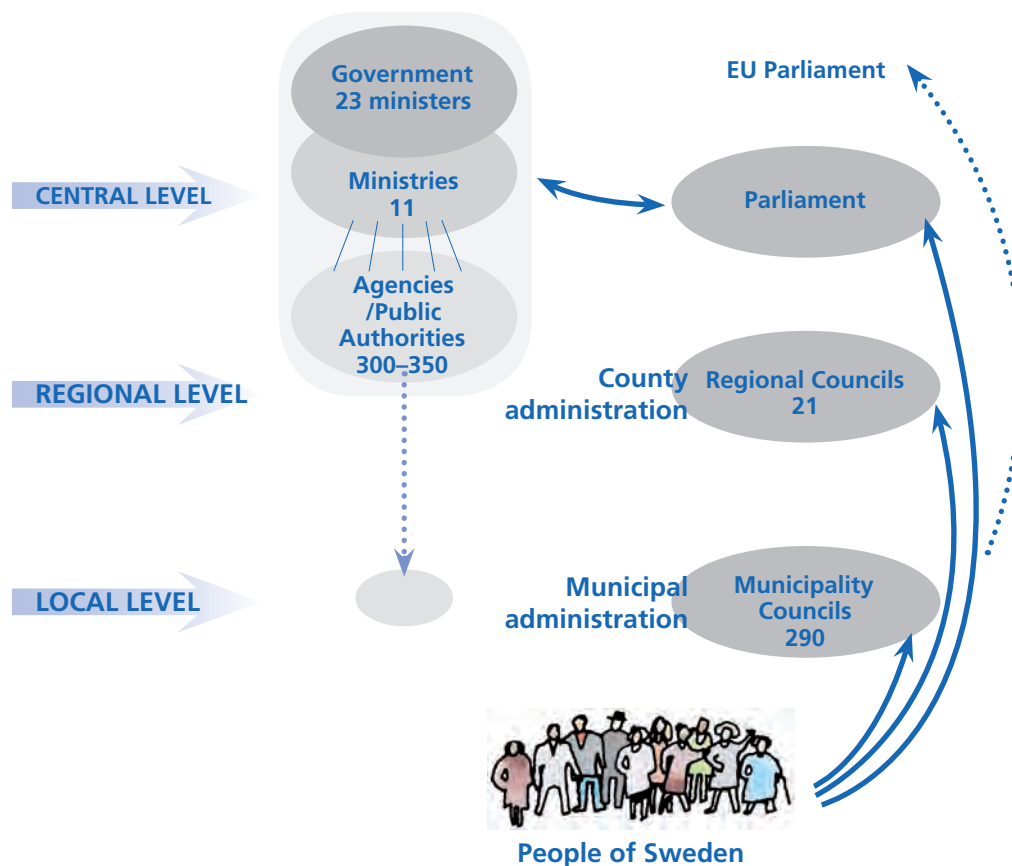 Government
23 ministers
EU Parliament
CENTRAL LEVEL
Ministries
11
Parliament
Agencies
/Public
Authorities
300–350
REGIONAL LEVEL
County
administration
Regional Councils
21
LOCAL LEVEL
Municipal
administration
Municipality
Councils
290
People of Sweden